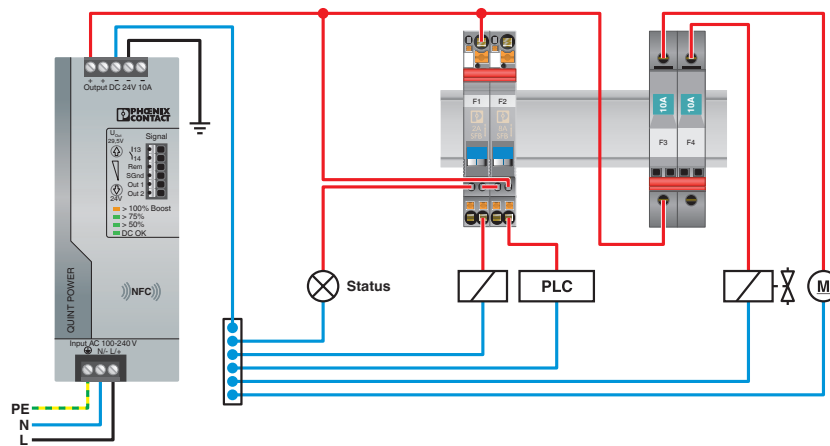 + + − −
Output DC 24V 10A
PHŒNIX
CONTACT
UOut
29,5V
24V
Signal
13
14
Rem
SGnd
Out 1
Out 2
> 100% Boost
> 75%
> 50%
DC OK
QUINT POWER
NFC
Input AC 100-240 V
N/- L/+
PE
N
L
Status
F1
F2
PLC
10A
10A
F3
F4
M